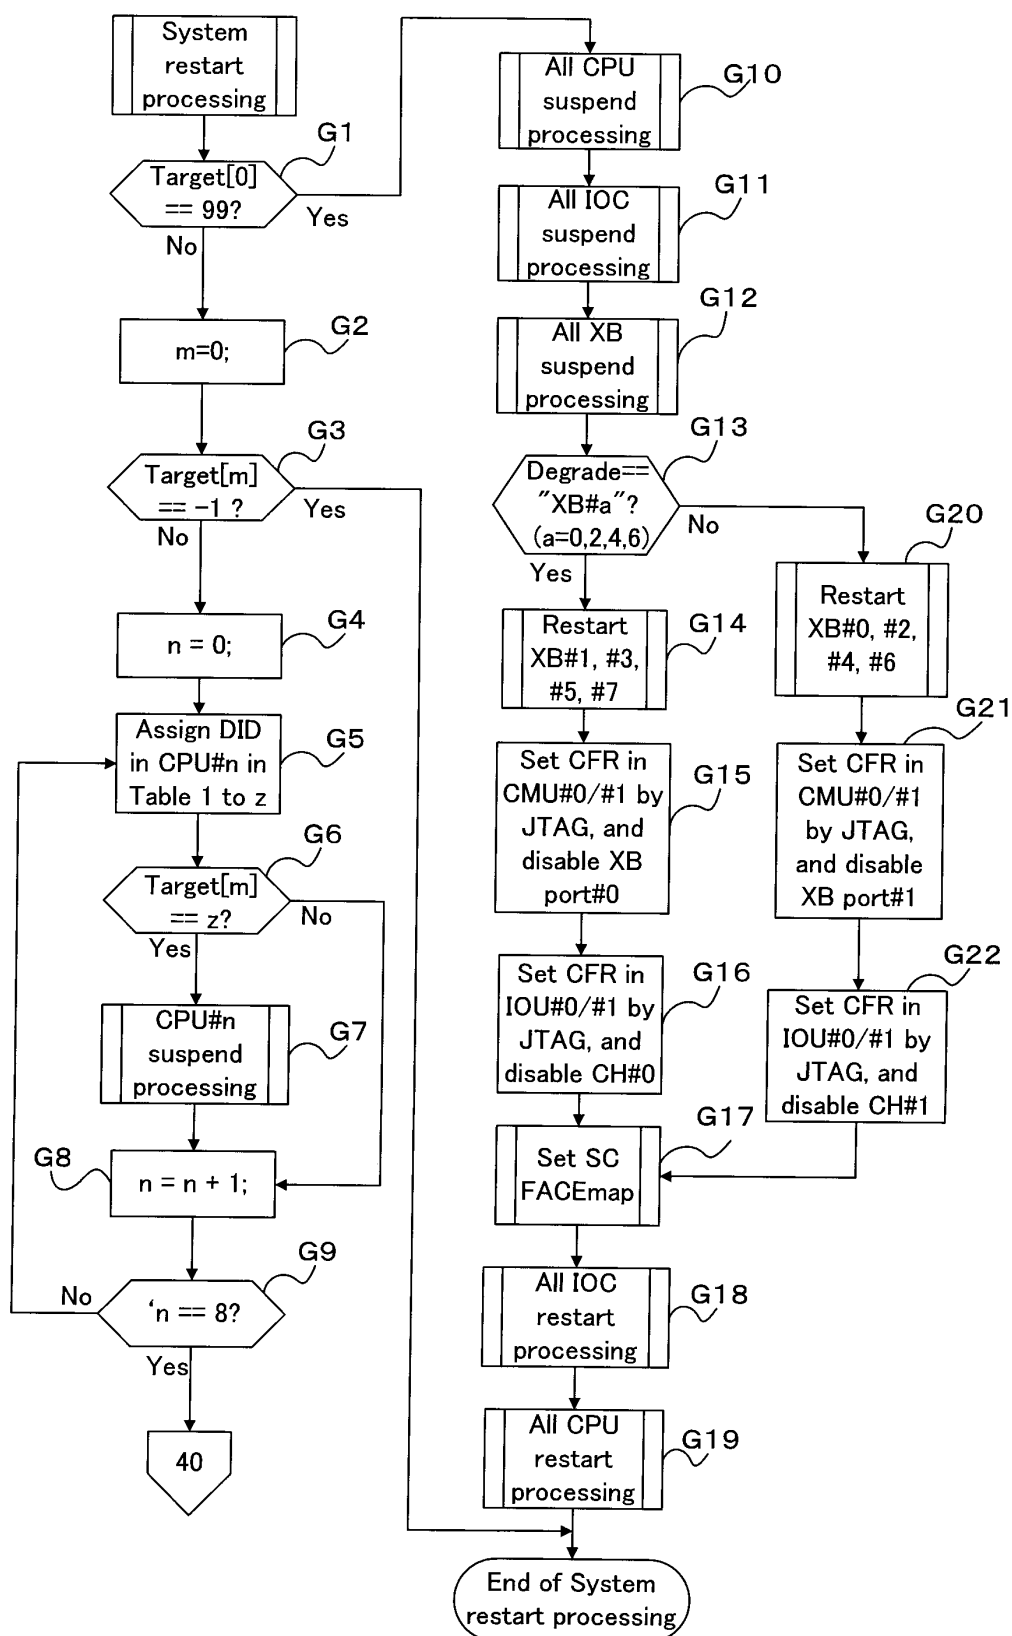 System
restart
processing
G1
Target[0]
== 99?
Yes
No
G2
m=0;
G3
Target[m]
== -1 ?
Yes
No
G4
n = 0;
Assign DID
in CPU#n in
Table 1 to z
G5
G6
Target[m]
== z?
No
Yes
CPU#n
suspend
processing
G7
G8
n = n + 1;
G9
‘n == 8?
No
Yes
40
All CPU
suspend
processing
G10
All IOC
suspend
processing
G11
All XB
suspend
processing
G12
G13
Degrade==
"XB#a"?
(a=0,2,4,6)
No
Yes
Restart
XB#1, #3,
#5, #7
G14
Set CFR in
CMU#0/#1 by
JTAG, and
disable XB
port#0
G15
Set CFR in
IOU#0/#1 by
JTAG, and
disable CH#0
G16
Set SC
FACEmap
G17
All IOC
restart
processing
G18
All CPU
restart
processing
G19
End of System
restart processing
G20
Restart
XB#0, #2,
#4, #6
G21
Set CFR in
CMU#0/#1
by JTAG,
and disable
XB port#1
G22
Set CFR in
IOU#0/#1 by
JTAG, and
disable CH#1